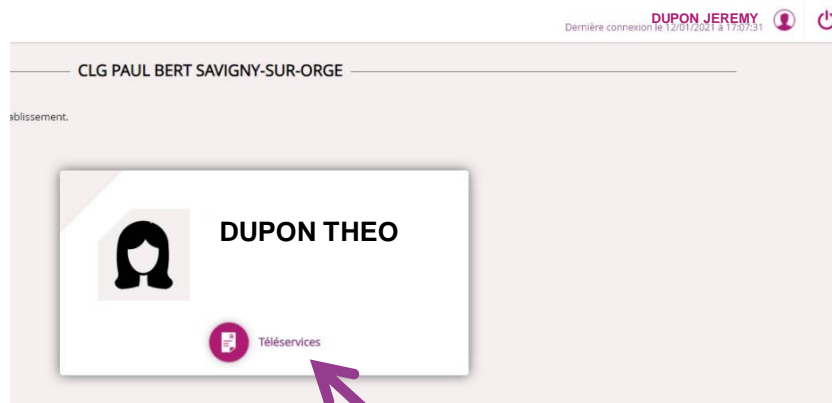 DUPON JEREMY
Dernière connexion le 12/01/2021 à 17:07:31
CLG PAUL BERT SAVIGNY-SUR-ORGE
ablissement.
DUPON THEO
Téléservices